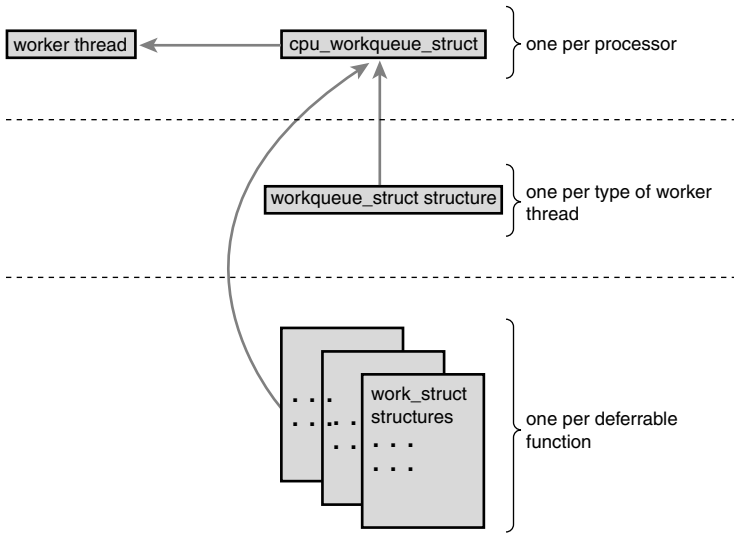 worker thread
cpu_workqueue_struct
one per processor
workqueue_struct structure
one per type of worker
thread
work_struct
structures
. . .
. . .
. . .
. . .
. .
. .
one per deferrable
function